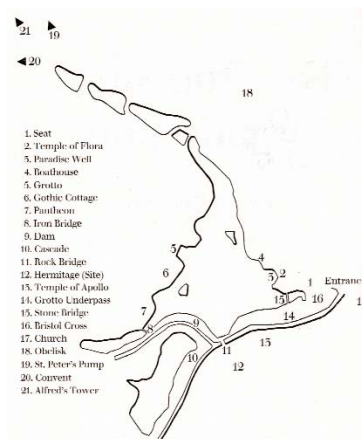 21
19
20
18
1. Seat
2. Temple of Flora
3. Paradise Well
4. Boathouse
5. Grotto
6. Gothic Cottage
7. Pantheon
8. Iron Bridge
9. Dam
10. Cascade
11. Rock Bridge
12. Hermitage (Site)
13. Temple of Apollo
14. Grotto Underpass
15. Stone Bridge
16. Bristol Cross
17. Church
18. Obelisk
19. St. Peter's Pump
20. Convent
21. Alfred's Tower
5
4
2
3
6
1
Entrance
15
16
1
7
14
9
8
13
11
10
12